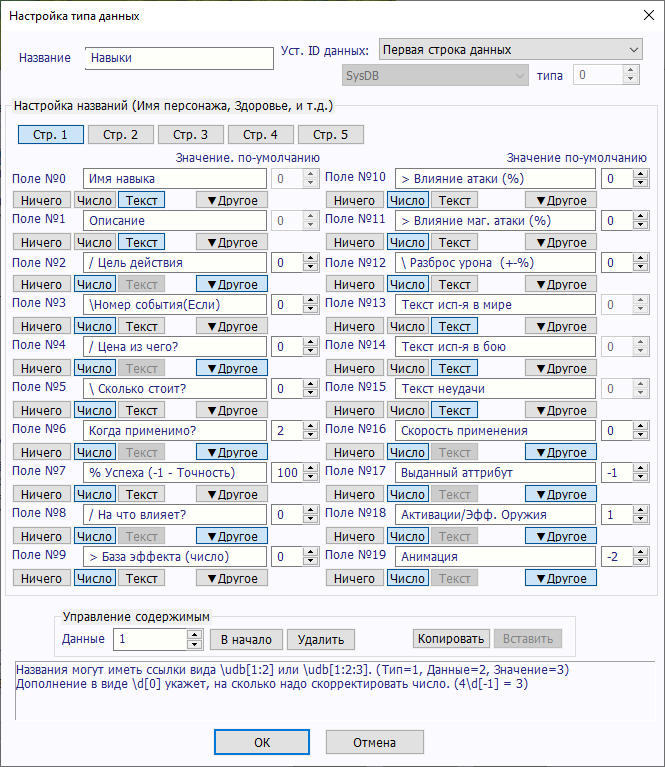 Настройка типа данных
Название Навыки Уст. ID данных: Первая строка данных
SysDB типа 0
Настройка названий (Имя персонажа, Здоровье, и т.д.)
Стр. 1 Стр. 2 Стр. 3 Стр. 4 Стр. 5
Значение. по-умолчанию Значение по-умолчанию
Поле №0 Имя навыка 0 Поле №10 > Влияние атаки (%) 0
Ничего Число Текст ▼Другое Ничего Число Текст ▼Другое
Поле №1 Описание 0 Поле №11 > Влияние маг. атаки (%) 0
Ничего Число Текст ▼Другое Ничего Число Текст ▼Другое
Поле №2 / Цель действия 0 Поле №12 \ Разброс урона (+-%) 0
Ничего Число Текст ▼Другое Ничего Число Текст ▼Другое
Поле №3 \Номер события(Если) 0 Поле №13 Текст исп-я в мире 0
Ничего Число Текст ▼Другое Ничего Число Текст ▼Другое
Поле №4 / Цена из чего? 0 Поле №14 Текст исп-я в бою 0
Ничего Число Текст ▼Другое Ничего Число Текст ▼Другое
Поле №5 \ Сколько стоит? 0 Поле №15 Текст неудачи 0
Ничего Число Текст ▼Другое Ничего Число Текст ▼Другое
Поле №6 Когда применимо? 2 Поле №16 Скорость применения 0
Ничего Число Текст ▼Другое Ничего Число Текст ▼Другое
Поле №7 % Успеха (-1 - Точность) 100 Поле №17 Выданный аттрибут -1
Ничего Число Текст ▼Другое Ничего Число Текст ▼Другое
Поле №8 / На что влияет? 0 Поле №18 Активации/Эфф. Оружия 1
Ничего Число Текст ▼Другое Ничего Число Текст ▼Другое
Поле №9 > База эффекта (число) 0 Поле №19 Анимация -2
Ничего Число Текст ▼Другое Ничего Число Текст ▼Другое
Управление содержимым
Данные 1 В начало Удалить Копировать Вставить
Названия могут иметь ссылки вида \udb[1:2] или \udb[1:2:3]. (Тип=1, Данные=2, Значение=3)
Дополнение в виде \d[0] укажет, на сколько надо скорректировать число. (4\d[-1] = 3)
ОК Отмена